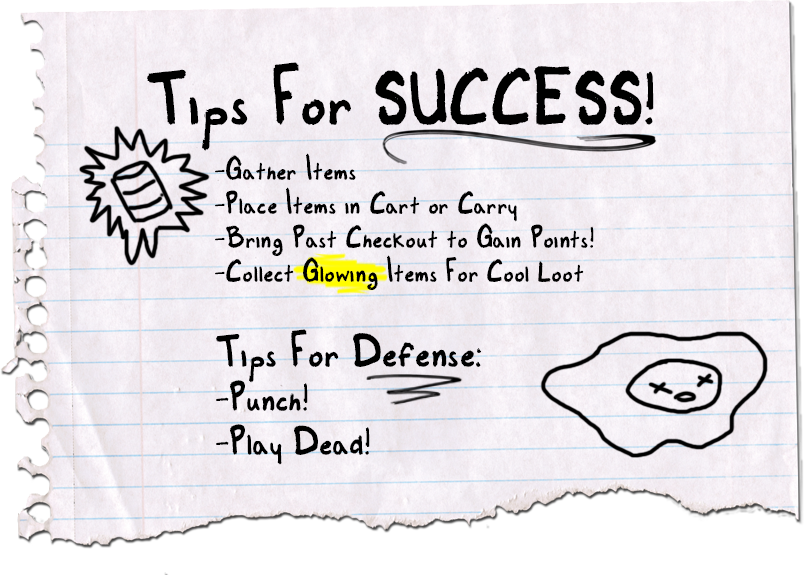 Tips For SUCCESS!
-Gather Items
-Place Items in Cart or Carry
-Bring Past Checkout to Gain Points!
-Collect Glowing Items For Cool Loot
Tips For Defense:
-Punch!
-Play Dead!